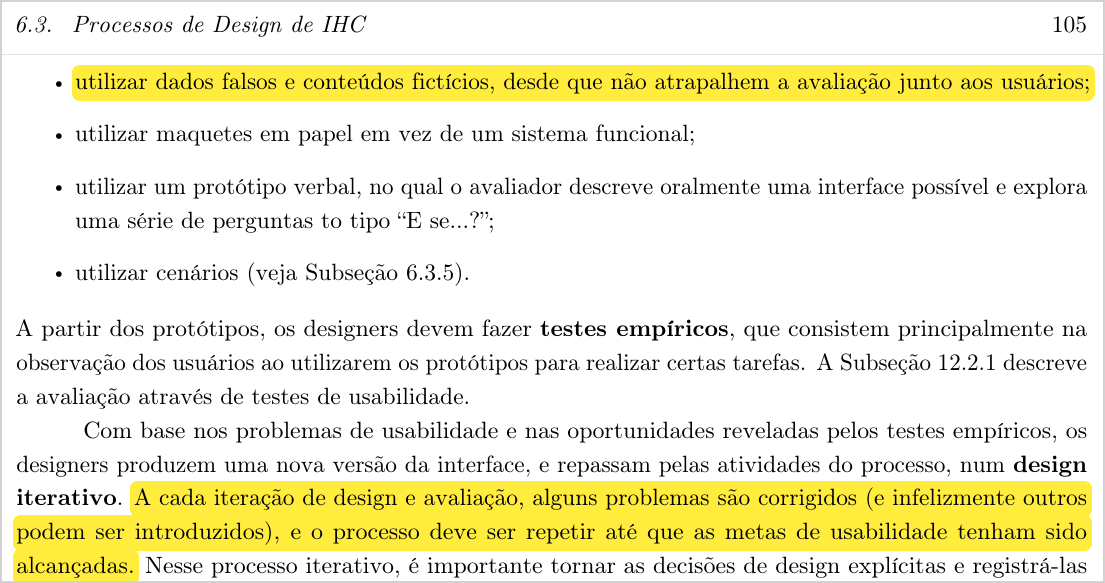 6.3. Processos de Design de IHC 105
• utilizar dados falsos e conteúdos fictícios, desde que não atrapalhem a avaliação junto aos usuários;
• utilizar maquetes em papel em vez de um sistema funcional;
• utilizar um protótipo verbal, no qual o avaliador descreve oralmente uma interface possível e explora
uma série de perguntas to tipo “E se...?”;
• utilizar cenários (veja Subseção 6.3.5).
A partir dos protótipos, os designers devem fazer testes empíricos, que consistem principalmente na
observação dos usuários ao utilizarem os protótipos para realizar certas tarefas. A Subseção 12.2.1 descreve
a avaliação através de testes de usabilidade.
Com base nos problemas de usabilidade e nas oportunidades reveladas pelos testes empíricos, os
designers produzem uma nova versão da interface, e repassam pelas atividades do processo, num design
iterativo. A cada iteração de design e avaliação, alguns problemas são corrigidos (e infelizmente outros
podem ser introduzidos), e o processo deve ser repetir até que as metas de usabilidade tenham sido
alcançadas. Nesse processo iterativo, é importante tornar as decisões de design explícitas e registrá-las